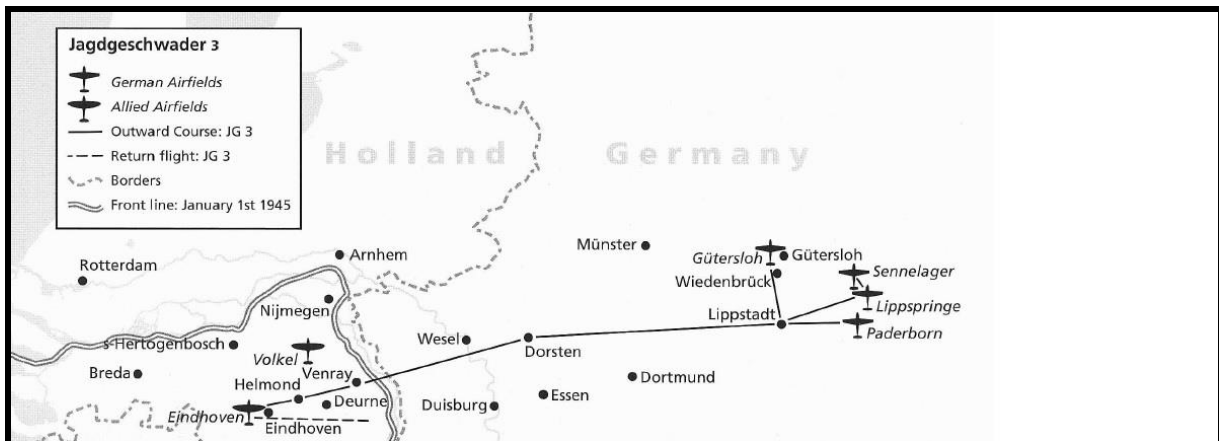 Jagdgeschwader 3
German Airfields
Allied Airfields
Outward Course: JG 3
Return flight: JG 3
Borders
Front line: January 1st 1945
Holland Germany
Arnhem
Münster
Gütersloh
Gütersloh
Rotterdam
Sennelager
Wiedenbrück
Nijmegen
Lippspringe
Lippstadt
s-Hertogenbosch
Wesel
Paderborn
Volkel
Dorsten
Breda
Venray
Helmond
Dortmund
Deurne
Duisburg
Essen
Eindhoven
Eindhoven